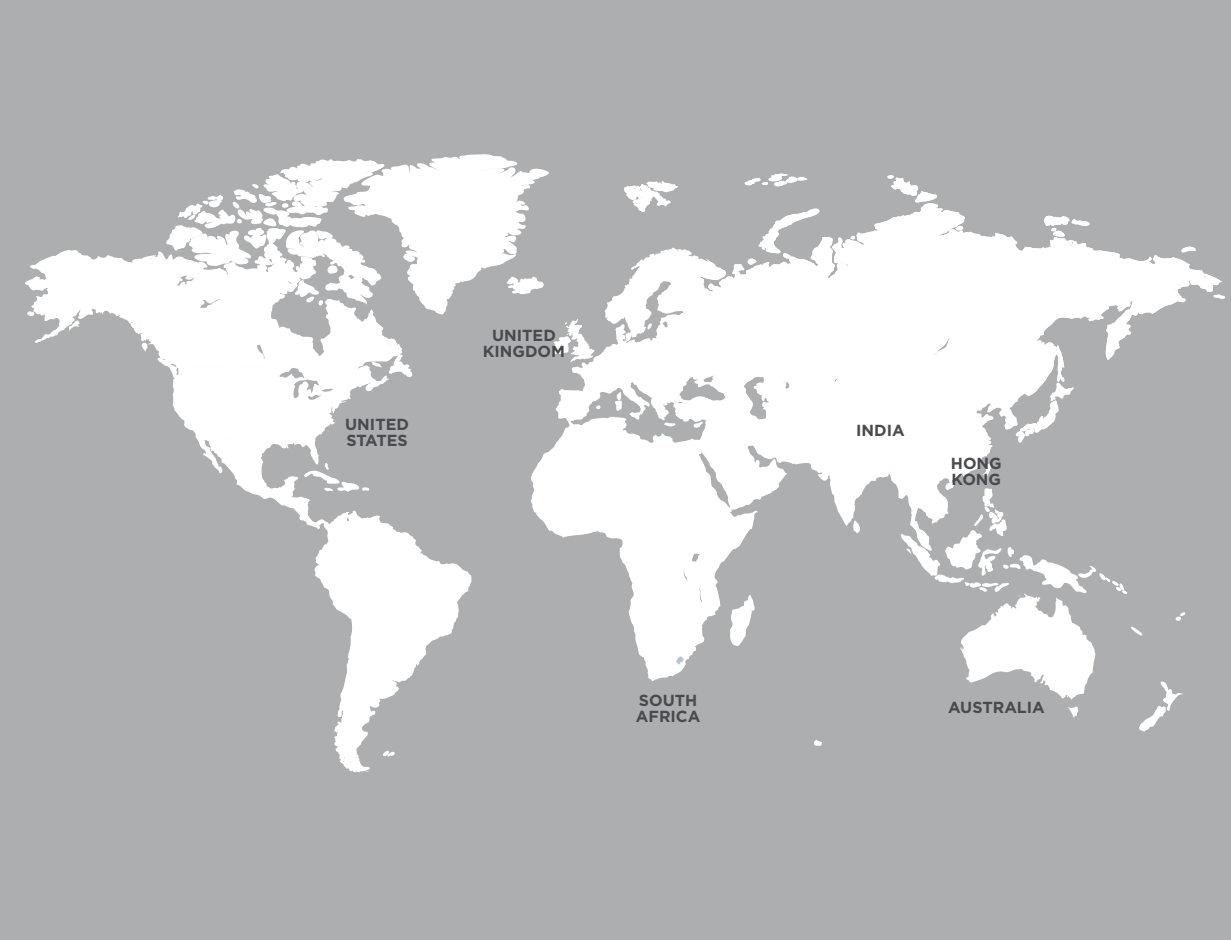 UNITED
KINGDOM
UNITED
STATES
INDIA
HONG
KONG
SOUTH
AFRICA
AUSTRALIA